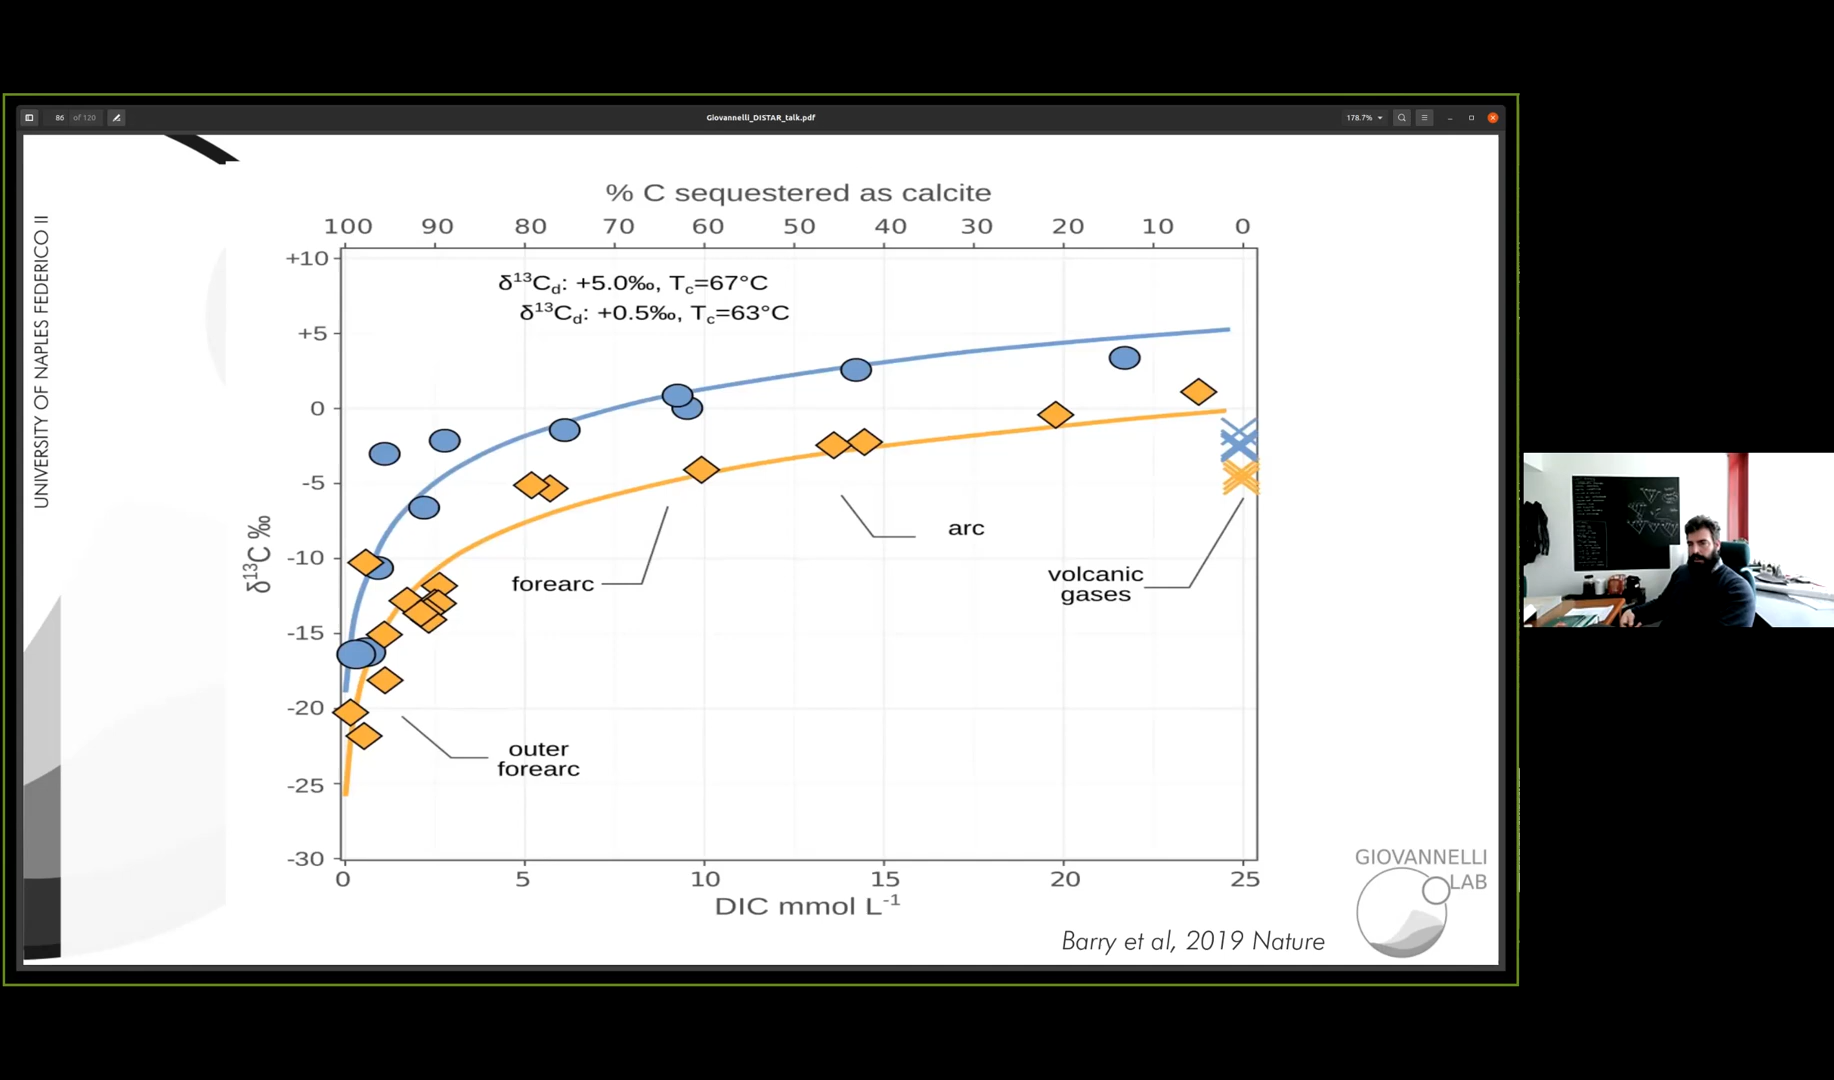 86 of 120
Giovannelli_DISTAR_talk.pdf
178.7%
UNIVERSITY OF NAPLES FEDERICO II
% C sequestered as calcite
100 90 80 70 60 50 40 30 20 10 0
+10
+5
0
-5
-10
-15
-20
-25
-30
δ¹³C ‰
δ¹³Cd: +5.0‰, Tc=67°C
δ¹³Cd: +0.5‰, Tc=63°C
arc
forearc
volcanic
gases
outer
forearc
0 5 10 15 20 25
DIC mmol L⁻¹
Barry et al, 2019 Nature
GIOVANNELLI
LAB